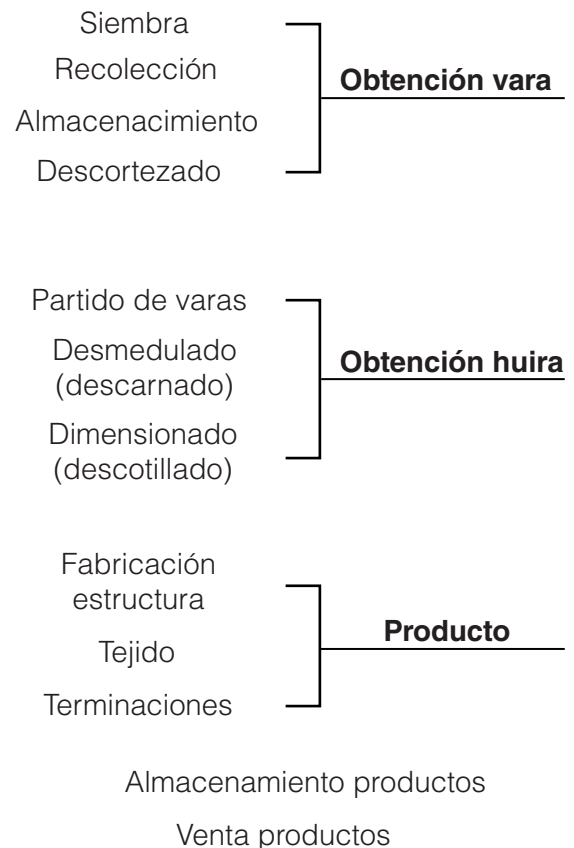 Siembra
Recolección
Almacenacimiento
Descortezado
Obtención vara
Partido de varas
Desmedulado
(descarnado)
Dimensionado
(descotillado)
Obtención huira
Fabricación
estructura
Tejido
Terminaciones
Producto
Almacenamiento productos
Venta productos